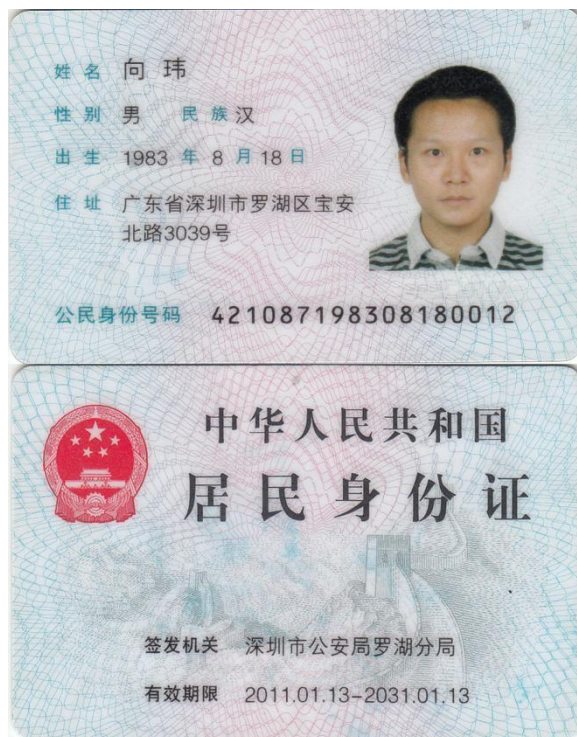 姓名 向玮
性别 男 民族 汉
出生 1983 年 8 月 18 日
住址 广东省深圳市罗湖区宝安
北路3039号
公民身份号码 421087198308180012
中华人民共和国
居民身份证
签发机关 深圳市公安局罗湖分局
有效期限 2011.01.13-2031.01.13